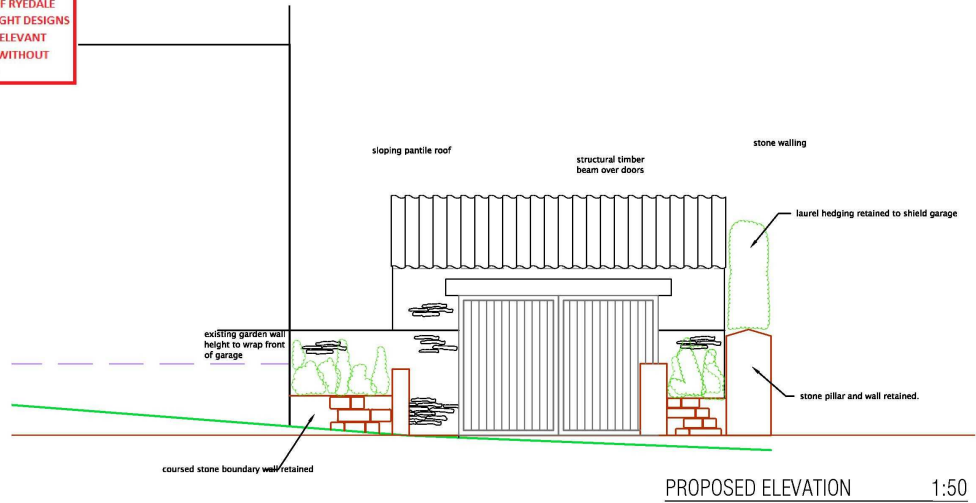 F RYEDALE
GHT DESIGNS
ELEVANT
WITHOUT
sloping pantile roof
structural timber
beam over doors
stone walling
laurel hedging retained to shield garage
existing garden wall
height to wrap front
of garage
stone pillar and wall retained.
coursed stone boundary wall retained
PROPOSED ELEVATION 1:50